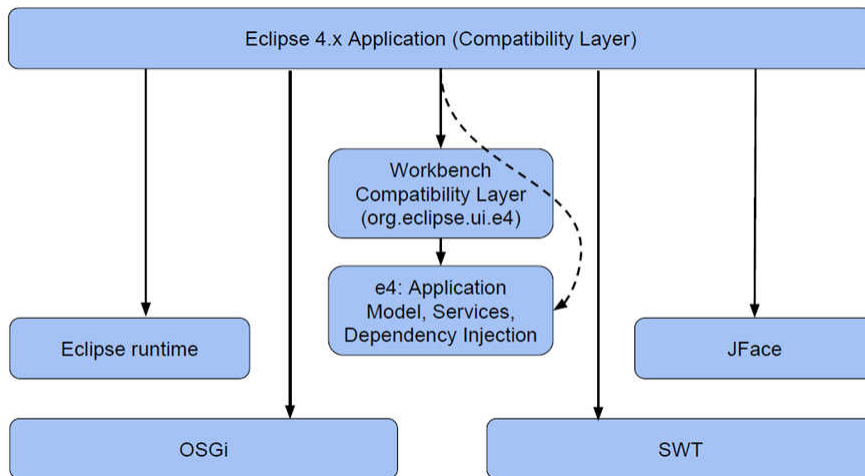 Eclipse 4.x Application (Compatibility Layer)
Workbench
Compatibility Layer
(org.eclipse.ui.e4)
e4: Application
Model, Services,
Dependency Injection
Eclipse runtime
JFace
OSGi
SWT